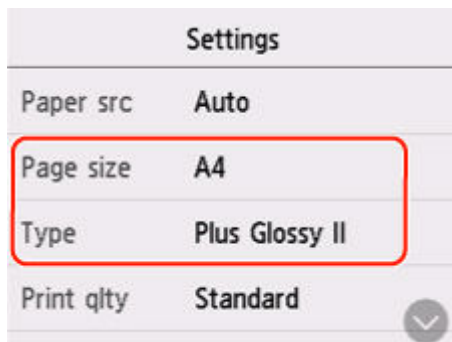 Settings
Paper src Auto
Page size A4
Type Plus Glossy II
Print qlty Standard